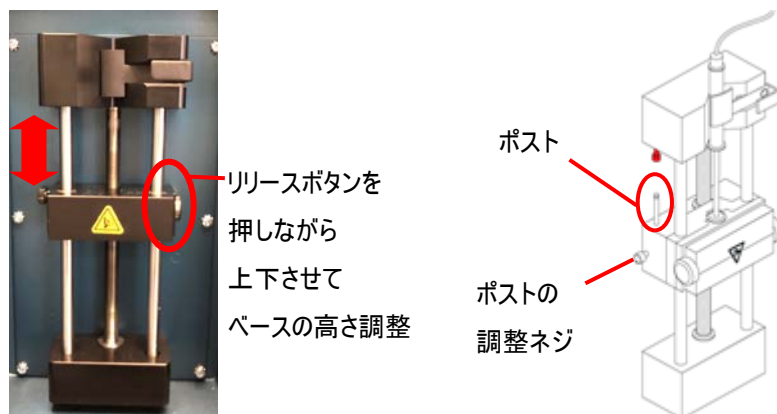 リリースボタンを
押しながら
上下させて
ベースの高さ調整
ポスト
ポストの
調整ネジ